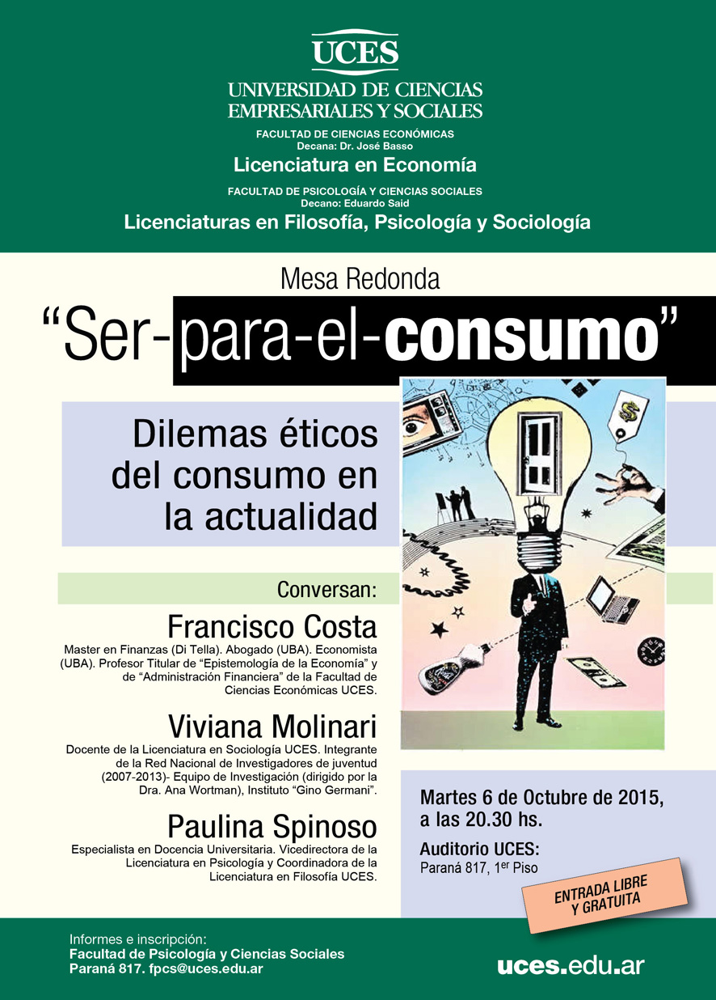 UCES
UNIVERSIDAD DE CIENCIAS
EMPRESARIALES Y SOCIALES
FACULTAD DE CIENCIAS ECONÓMICAS
Decana: Dr. José Basso
Licenciatura en Economía
FACULTAD DE PSICOLOGÍA Y CIENCIAS SOCIALES
Decano: Eduardo Said
Licenciaturas en Filosofía, Psicología y Sociología
Mesa Redonda
“Ser-para-el-consumo”
Dilemas éticos
del consumo en
la actualidad
$
Conversan:
Francisco Costa
Master en Finanzas (Di Tella). Abogado (UBA). Economista
(UBA). Profesor Titular de “Epistemología de la Economía” y
de “Administración Financiera” de la Facultad de
Ciencias Económicas UCES.
Viviana Molinari
Docente de la Licenciatura en Sociología UCES. Integrante
de la Red Nacional de Investigadores de juventud
(2007-2013)- Equipo de Investigación (dirigido por la
Dra. Ana Wortman), Instituto “Gino Germani”.
Paulina Spinoso
Especialista en Docencia Universitaria. Vicedirectora de la
Licenciatura en Psicología y Coordinadora de la
Licenciatura en Filosofía UCES.
Martes 6 de Octubre de 2015,
a las 20.30 hs.
Auditorio UCES:
Paraná 817, 1er Piso
ENTRADA LIBRE
Y GRATUITA
Informes e inscripción:
Facultad de Psicología y Ciencias Sociales
Paraná 817. fpcs@uces.edu.ar
uces.edu.ar